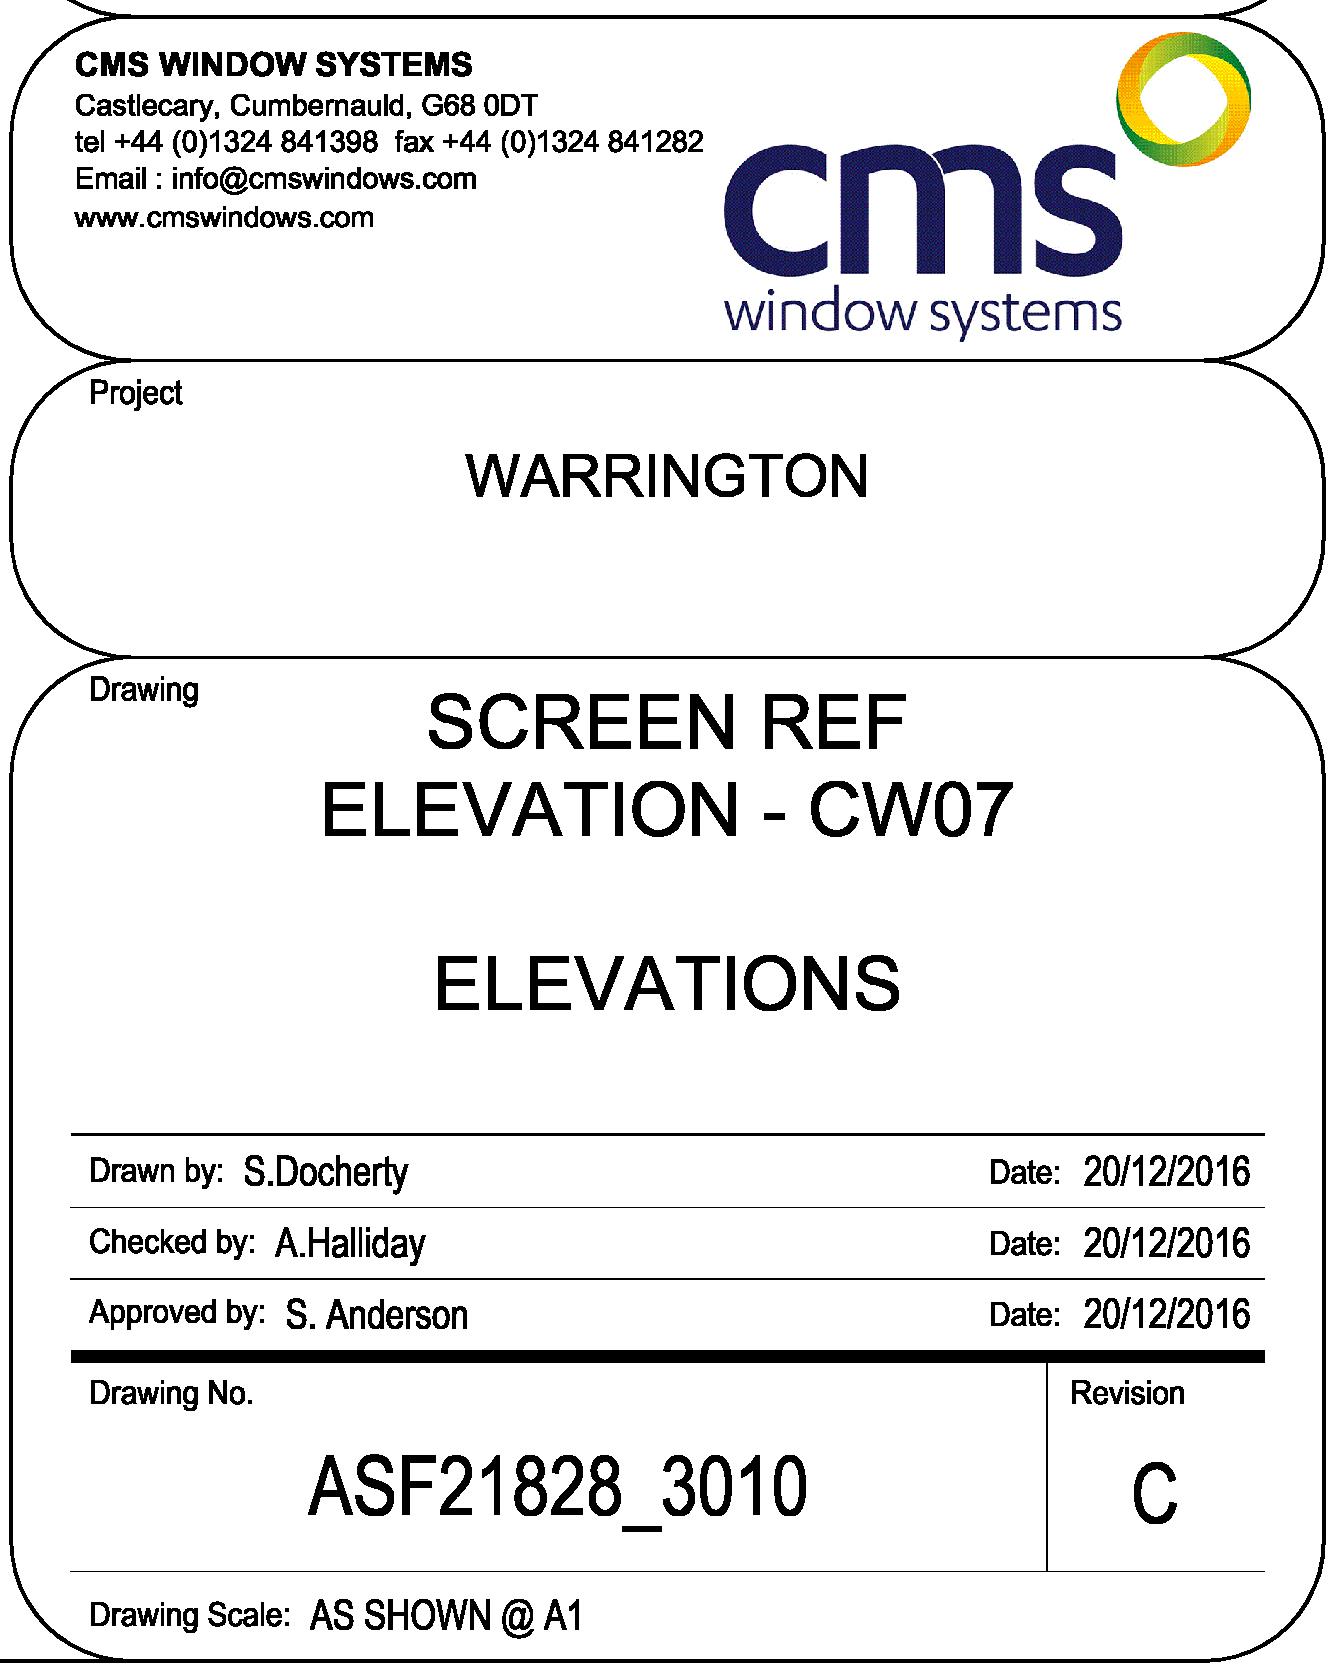 CMS WINDOW SYSTEMS
Castlecary, Cumbernauld, G68 0DT
tel +44 (0)1324 841398  fax +44 (0)1324 841282
Email : info@cmswindows.com
www.cmswindows.com
cms
window systems
Project
WARRINGTON
Drawing
SCREEN REF
ELEVATION - CW07
ELEVATIONS
Drawn by: S.Docherty Date: 20/12/2016
Checked by: A.Halliday Date: 20/12/2016
Approved by: S. Anderson Date: 20/12/2016
Drawing No. Revision
ASF21828_3010 C
Drawing Scale: AS SHOWN @ A1